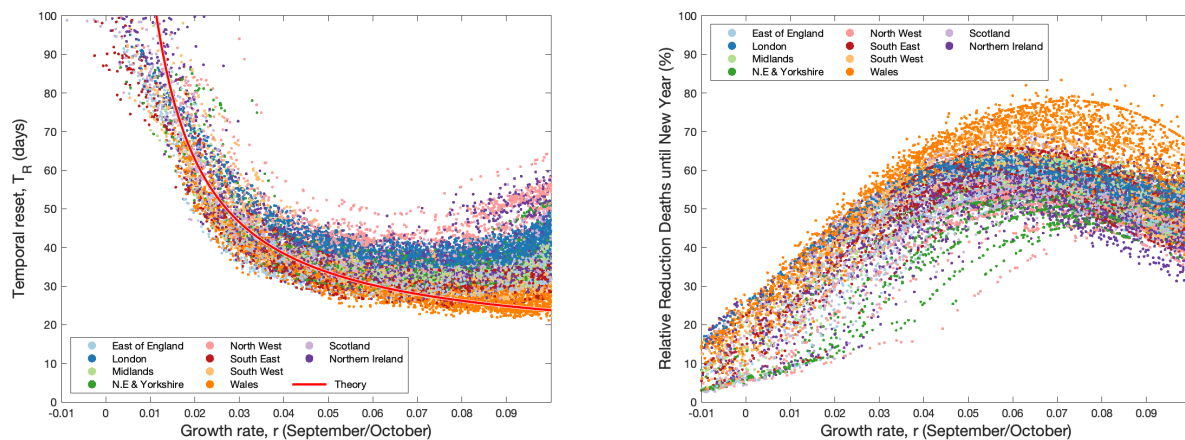 100
90
80
70
60
50
40
30
20
10
0
Temporal reset, T_R (days)
East of England
London
Midlands
N.E & Yorkshire
North West
South East
South West
Wales
Scotland
Northern Ireland
Theory
-0.01 0 0.01 0.02 0.03 0.04 0.05 0.06 0.07 0.08 0.09
Growth rate, r (September/October)
100
90
80
70
60
50
40
30
20
10
0
Relative Reduction Deaths until New Year (%)
East of England
London
Midlands
N.E & Yorkshire
North West
South East
South West
Wales
Scotland
Northern Ireland
-0.01 0 0.01 0.02 0.03 0.04 0.05 0.06 0.07 0.08 0.09
Growth rate, r (September/October)